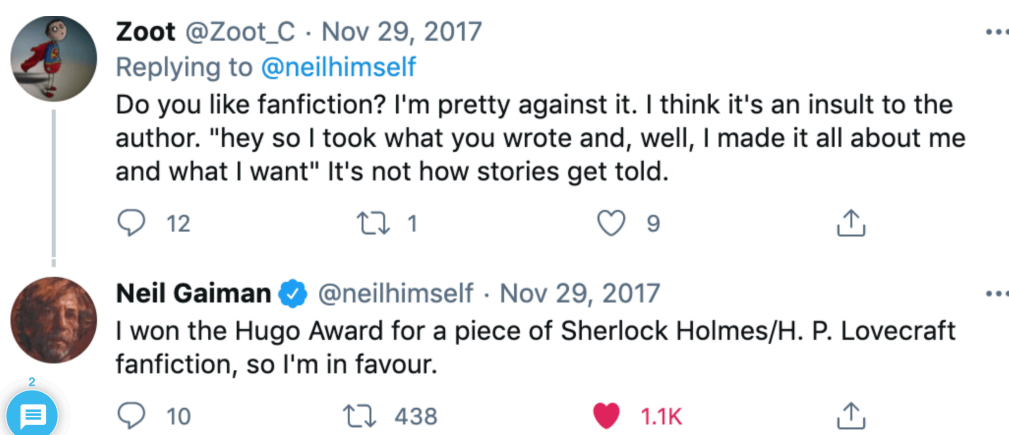 Zoot @Zoot_C · Nov 29, 2017
Replying to @neilhimself
Do you like fanfiction? I'm pretty against it. I think it's an insult to the
author. "hey so I took what you wrote and, well, I made it all about me
and what I want" It's not how stories get told.
12 1 9
Neil Gaiman @neilhimself · Nov 29, 2017
I won the Hugo Award for a piece of Sherlock Holmes/H. P. Lovecraft
fanfiction, so I'm in favour.
2
10 438 1.1K